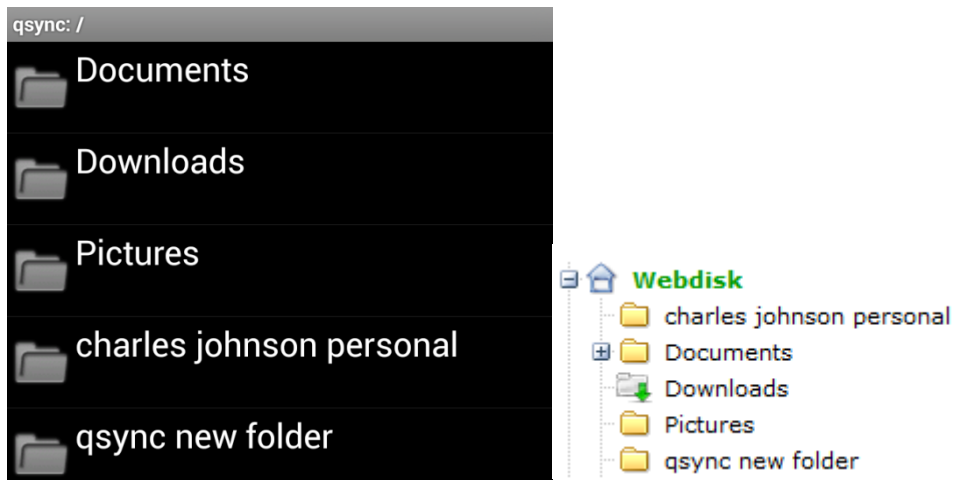 qsync: /
Documents
Downloads
Pictures
charles johnson personal
qsync new folder
Webdisk
charles johnson personal
Documents
Downloads
Pictures
qsync new folder